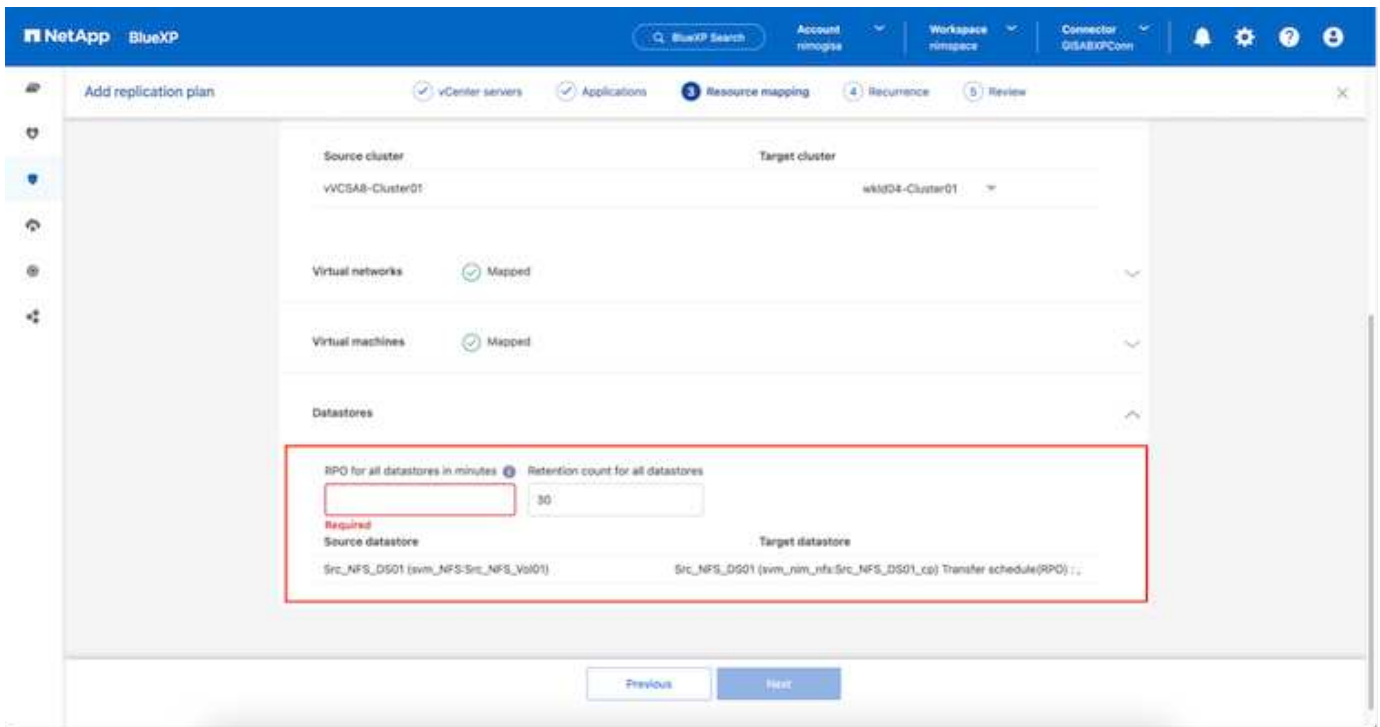 NetApp BlueXP
BlueXP Search
Account
nimogisa
Workspace
nimspace
Connector
GISABXPConn
Add replication plan
vCenter servers
Applications
3 Resource mapping
4 Recurrence
5 Review
Source cluster Target cluster
vVCSA8-Cluster01 wkld04-Cluster01
Virtual networks Mapped
Virtual machines Mapped
Datastores
RPO for all datastores in minutes Retention count for all datastores
30
Required
Source datastore Target datastore
Src_NFS_DS01 (svm_NFS:Src_NFS_Vol01) Src_NFS_DS01 (svm_nim_nfs:Src_NFS_DS01_cp) Transfer schedule(RPO) : ,
Previous Next